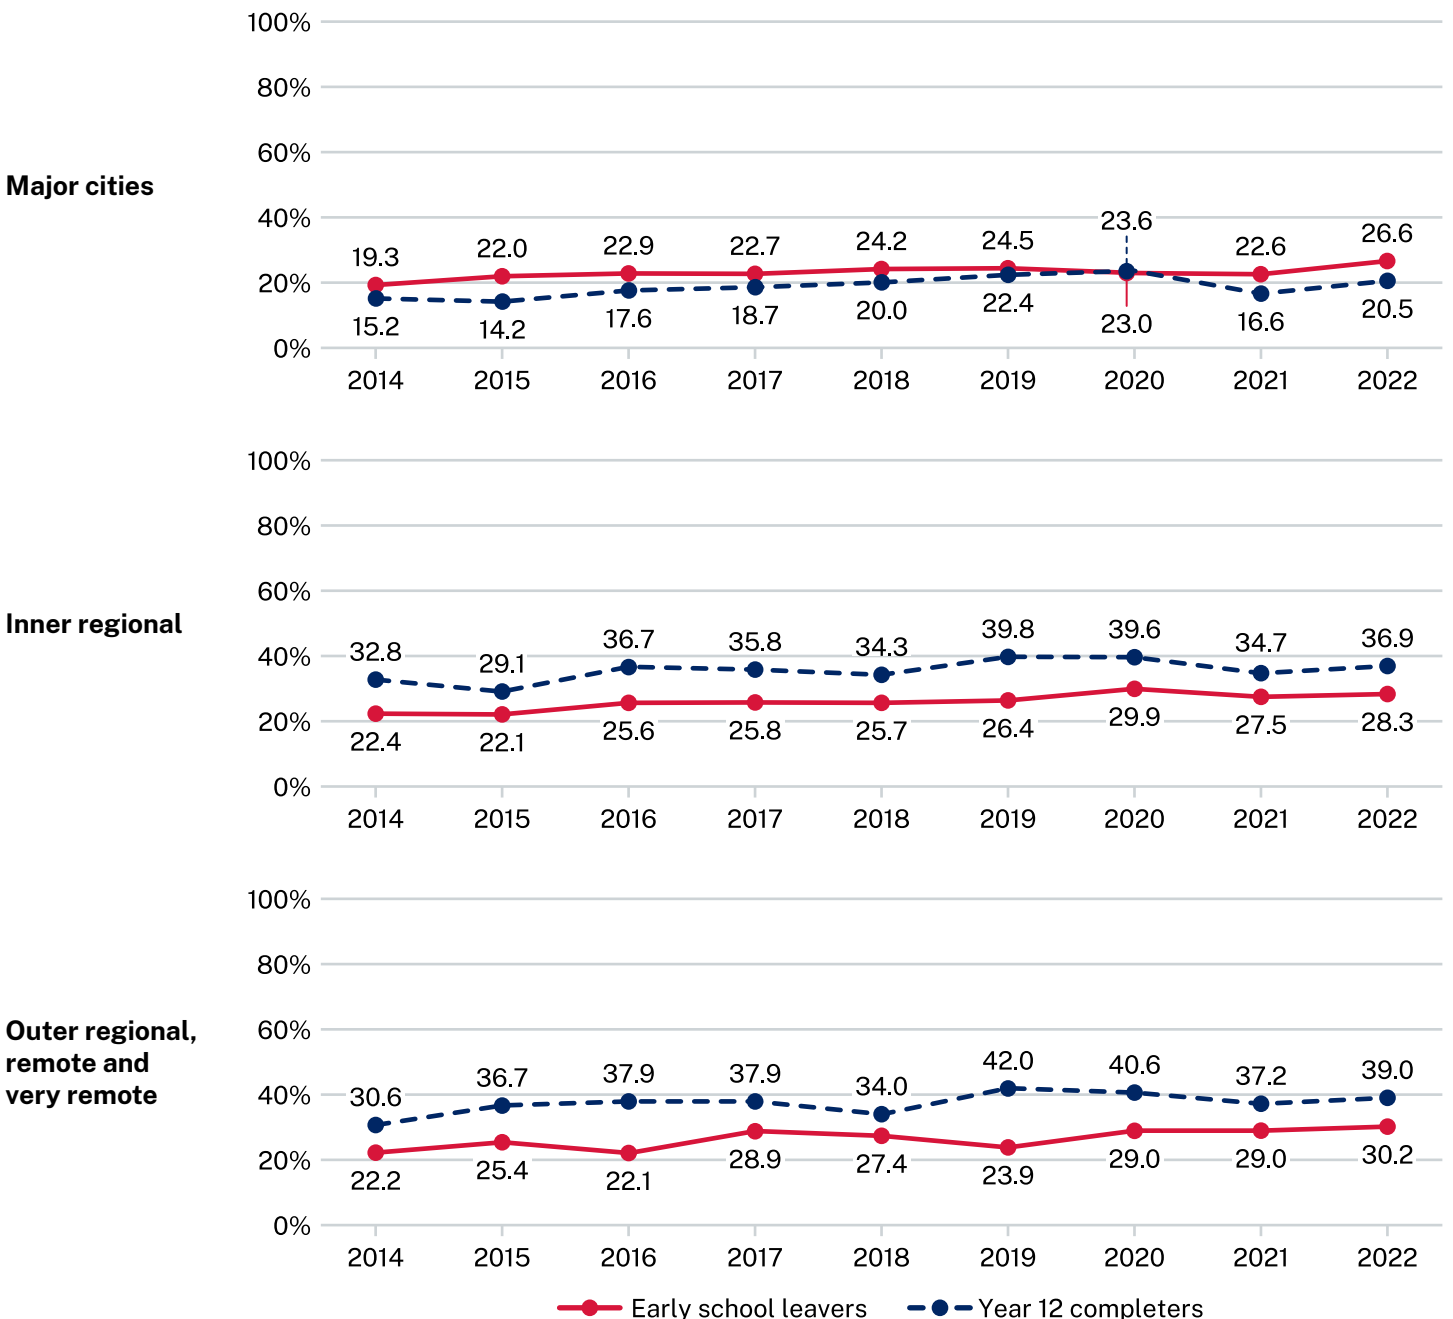 Major cities
100%
80%
60%
40%
20%
0%
23.6
19.3 22.0 22.9 22.7 24.2 24.5 22.6 26.6
15.2 14.2 17.6 18.7 20.0 22.4 23.0 16.6 20.5
2014 2015 2016 2017 2018 2019 2020 2021 2022
Inner regional
100%
80%
60%
40%
20%
0%
32.8 29.1 36.7 35.8 34.3 39.8 39.6 34.7 36.9
22.4 22.1 25.6 25.8 25.7 26.4 29.9 27.5 28.3
2014 2015 2016 2017 2018 2019 2020 2021 2022
Outer regional,
remote and
very remote
100%
80%
60%
40%
20%
0%
30.6 36.7 37.9 37.9 34.0 42.0 40.6 37.2 39.0
22.2 25.4 22.1 28.9 27.4 23.9 29.0 29.0 30.2
2014 2015 2016 2017 2018 2019 2020 2021 2022
Early school leavers Year 12 completers